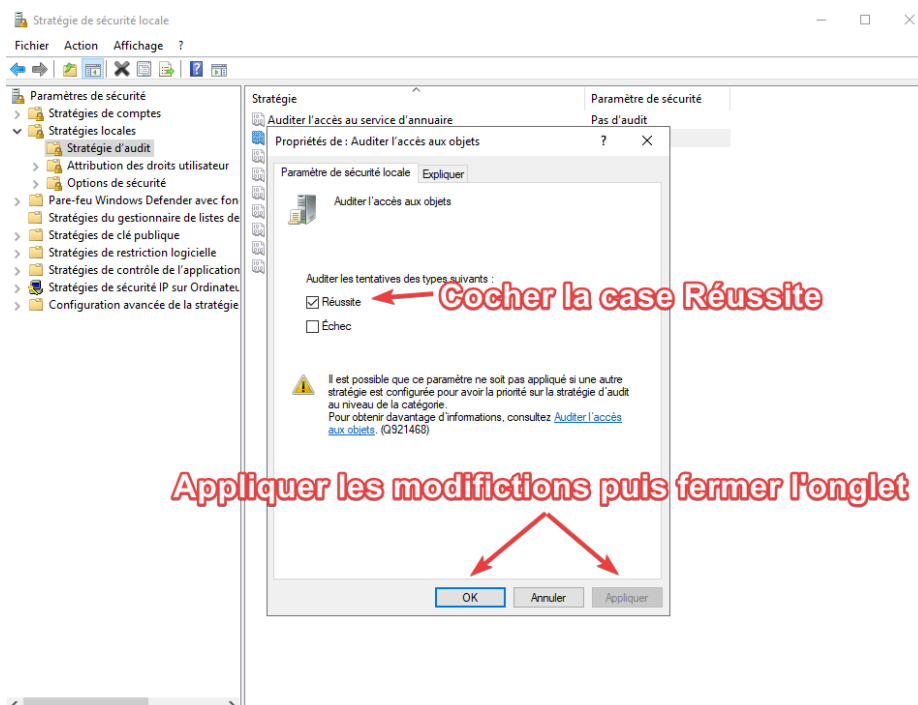 Stratégie de sécurité locale
Fichier Action Affichage ?
Paramètres de sécurité
Stratégies de comptes
Stratégies locales
Stratégie d'audit
Attribution des droits utilisateur
Options de sécurité
Pare-feu Windows Defender avec fon
Stratégies du gestionnaire de listes de
Stratégies de clé publique
Stratégies de restriction logicielle
Stratégies de contrôle de l'application
Stratégies de sécurité IP sur Ordinateu
Configuration avancée de la stratégie
Stratégie Paramètre de sécurité
Auditer l'accès au service d'annuaire Pas d'audit
Propriétés de : Auditer l'accès aux objets ?
Paramètre de sécurité locale Expliquer
Auditer l'accès aux objets
Auditer les tentatives des types suivants :
Réussite
Cocher la case Réussite
Échec
Il est possible que ce paramètre ne soit pas appliqué si une autre
stratégie est configurée pour avoir la priorité sur la stratégie d'audit
au niveau de la catégorie.
Pour obtenir davantage d'informations, consultez Auditer l'accès
aux objets. (Q921468)
Appliquer les modifictions puis fermer l'onglet
OK Annuler Appliquer